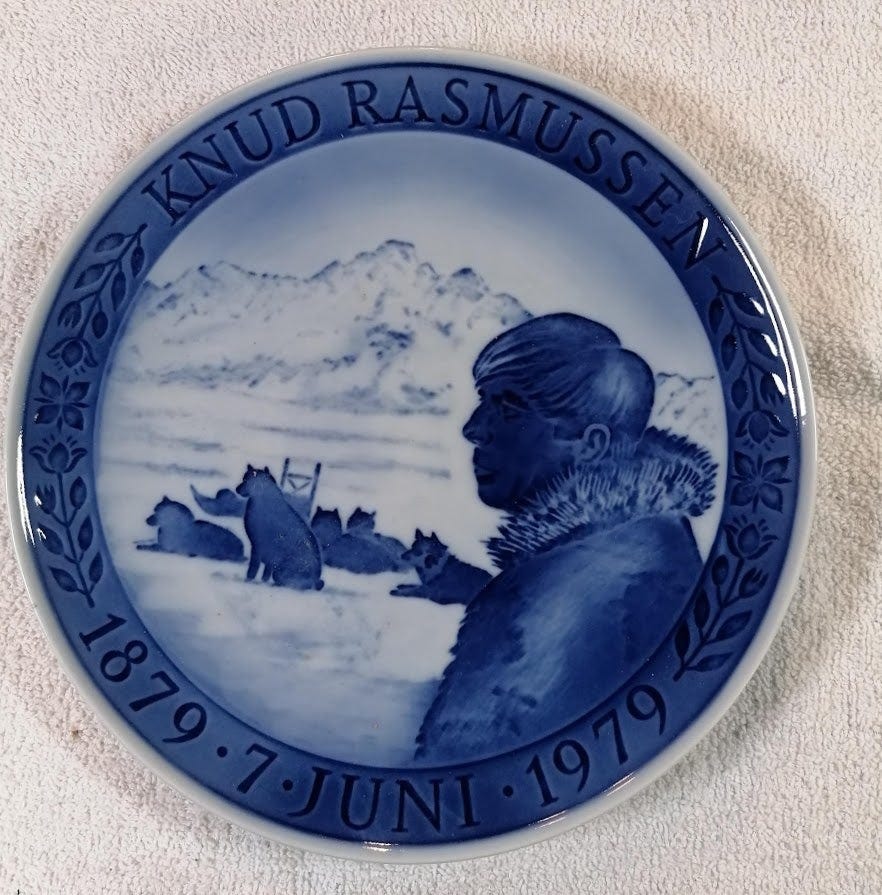 KNUD RASMUSSEN
1879 · 7 · JUNI · 1979